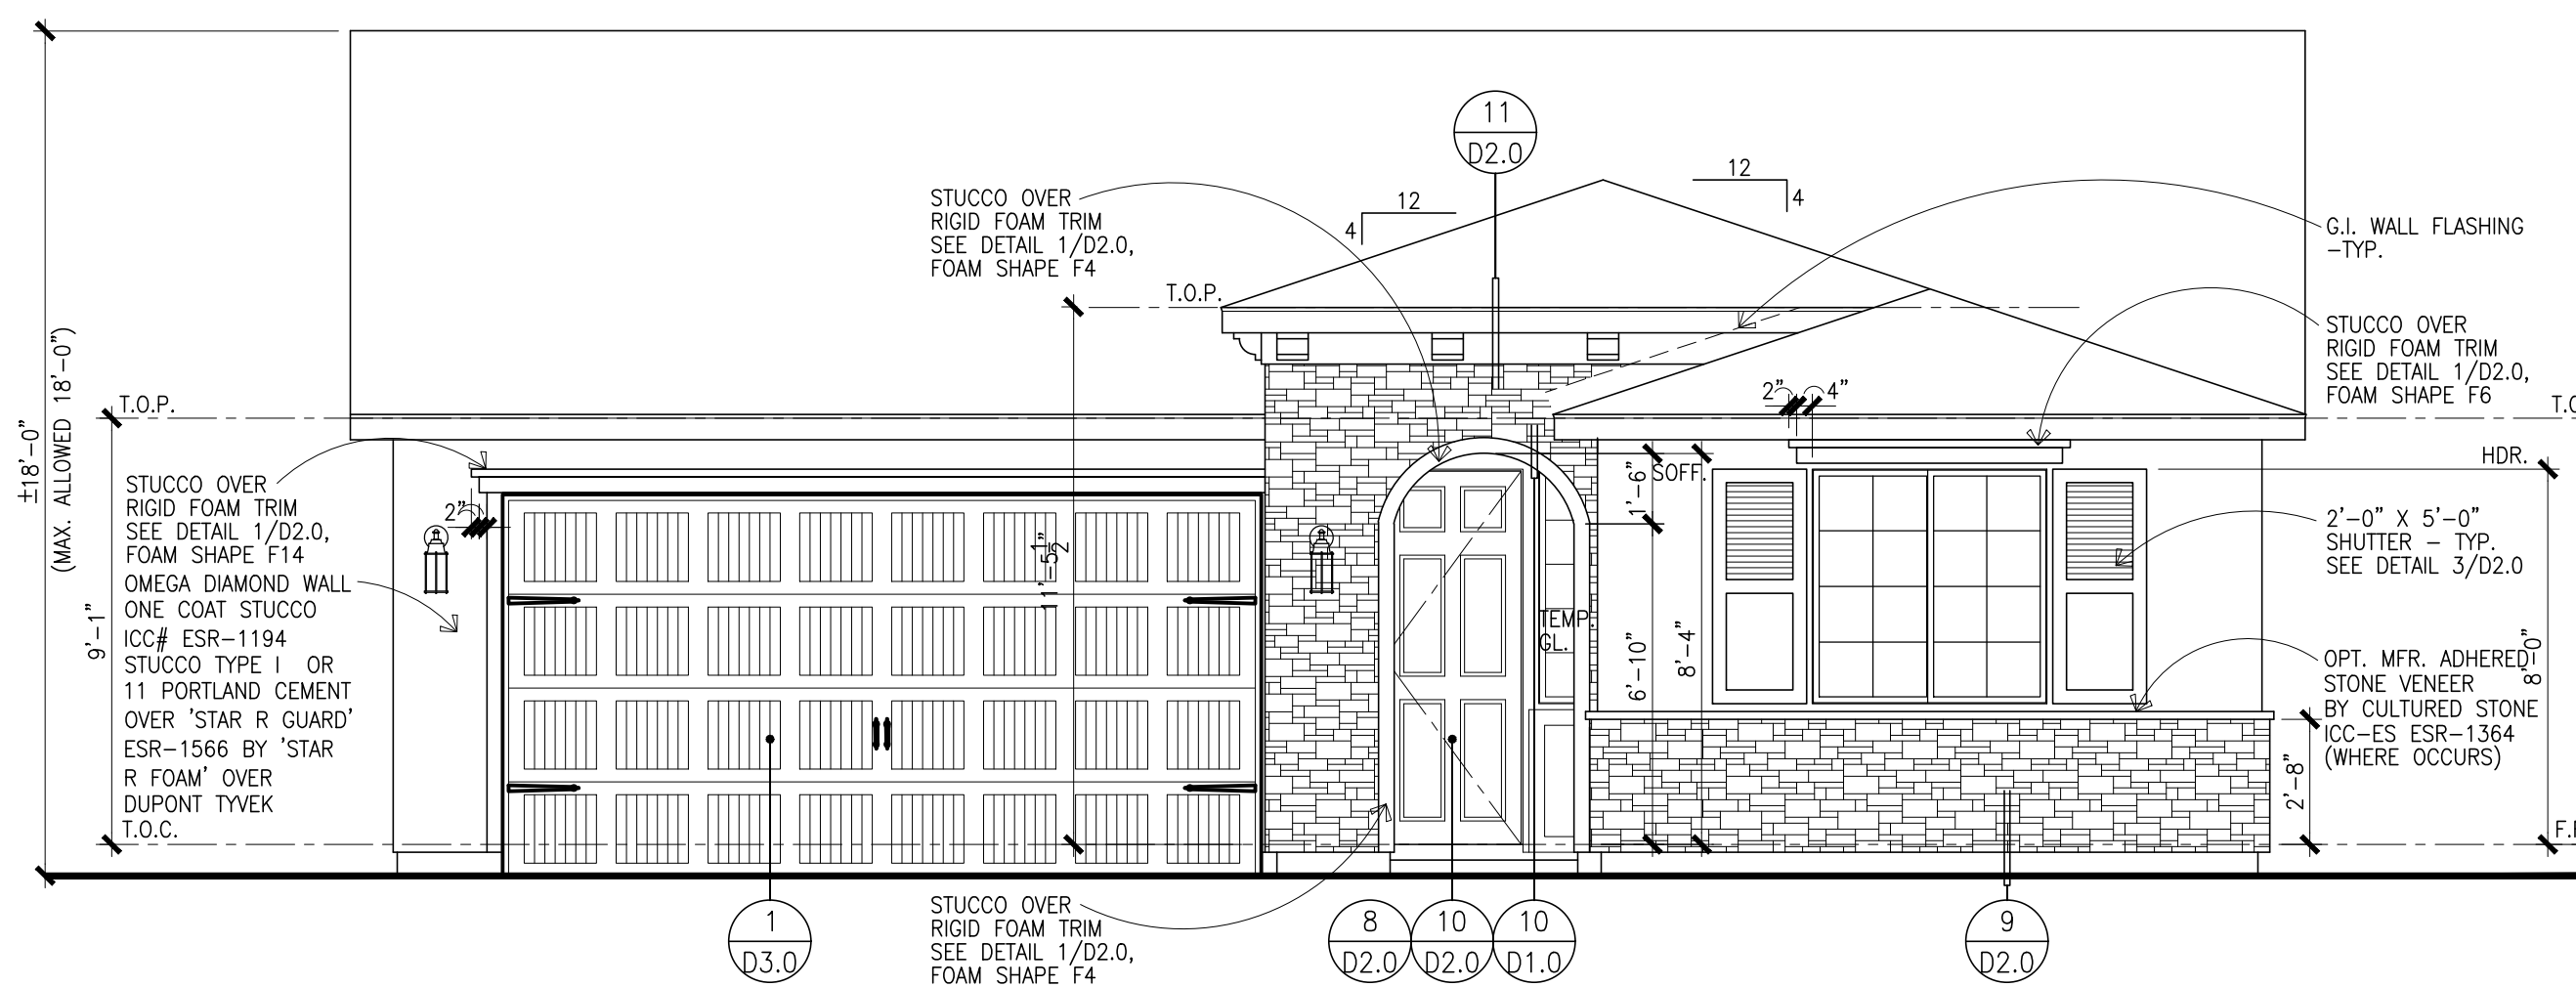 11
D2.0
12
4
12
4
STUCCO OVER
RIGID FOAM TRIM
SEE DETAIL 1/D2.0,
FOAM SHAPE F4
G.I. WALL FLASHING
-TYP.
T.O.P.
STUCCO OVER
RIGID FOAM TRIM
SEE DETAIL 1/D2.0,
FOAM SHAPE F6
±18'-0"
(MAX. ALLOWED 18'-0")
T.O.P.
2"
4"
T.O
HDR.
STUCCO OVER
RIGID FOAM TRIM
SEE DETAIL 1/D2.0,
FOAM SHAPE F14
2"
OMEGA DIAMOND WALL
ONE COAT STUCCO
ICC# ESR-1194
STUCCO TYPE I OR
11 PORTLAND CEMENT
OVER 'STAR R GUARD'
ESR-1566 BY 'STAR
R FOAM' OVER
DUPONT TYVEK
T.O.C.
9'-1"
11'-5 1/2"
1'-6"
SOFF.
TEMP.
GL.
6'-10"
8'-4"
2'-0" X 5'-0"
SHUTTER - TYP.
SEE DETAIL 3/D2.0
OPT. MFR. ADHERED
STONE VENEER
BY CULTURED STONE
ICC-ES ESR-1364
(WHERE OCCURS)
8'-0"
2'-8"
F.F
STUCCO OVER
RIGID FOAM TRIM
SEE DETAIL 1/D2.0,
FOAM SHAPE F4
1
D3.0
8
D2.0
10
D2.0
10
D1.0
9
D2.0